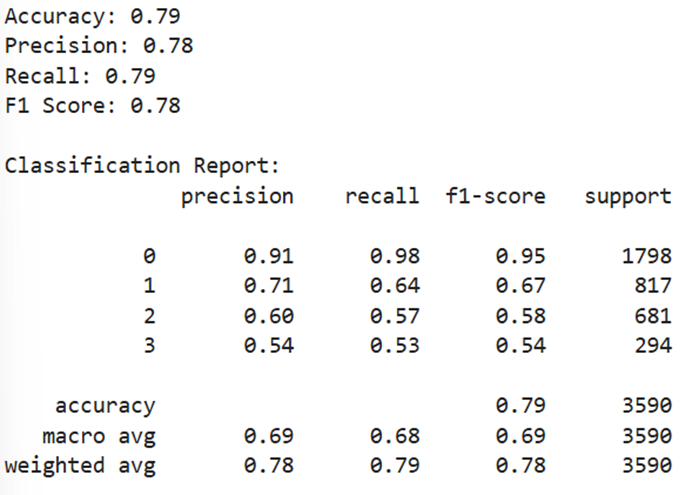 Accuracy: 0.79
Precision: 0.78
Recall: 0.79
F1 Score: 0.78
Classification Report:
precision recall f1-score support
0 0.91 0.98 0.95 1798
1 0.71 0.64 0.67 817
2 0.60 0.57 0.58 681
3 0.54 0.53 0.54 294
accuracy 0.79 3590
macro avg 0.69 0.68 0.69 3590
weighted avg 0.78 0.79 0.78 3590